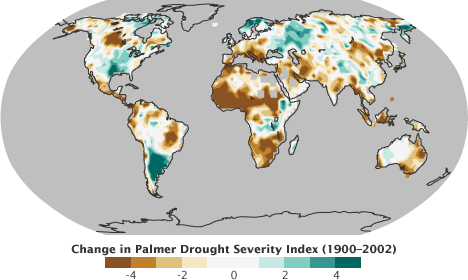 Change in Palmer Drought Severity Index (1900–2002)
-4 -2 0 2 4